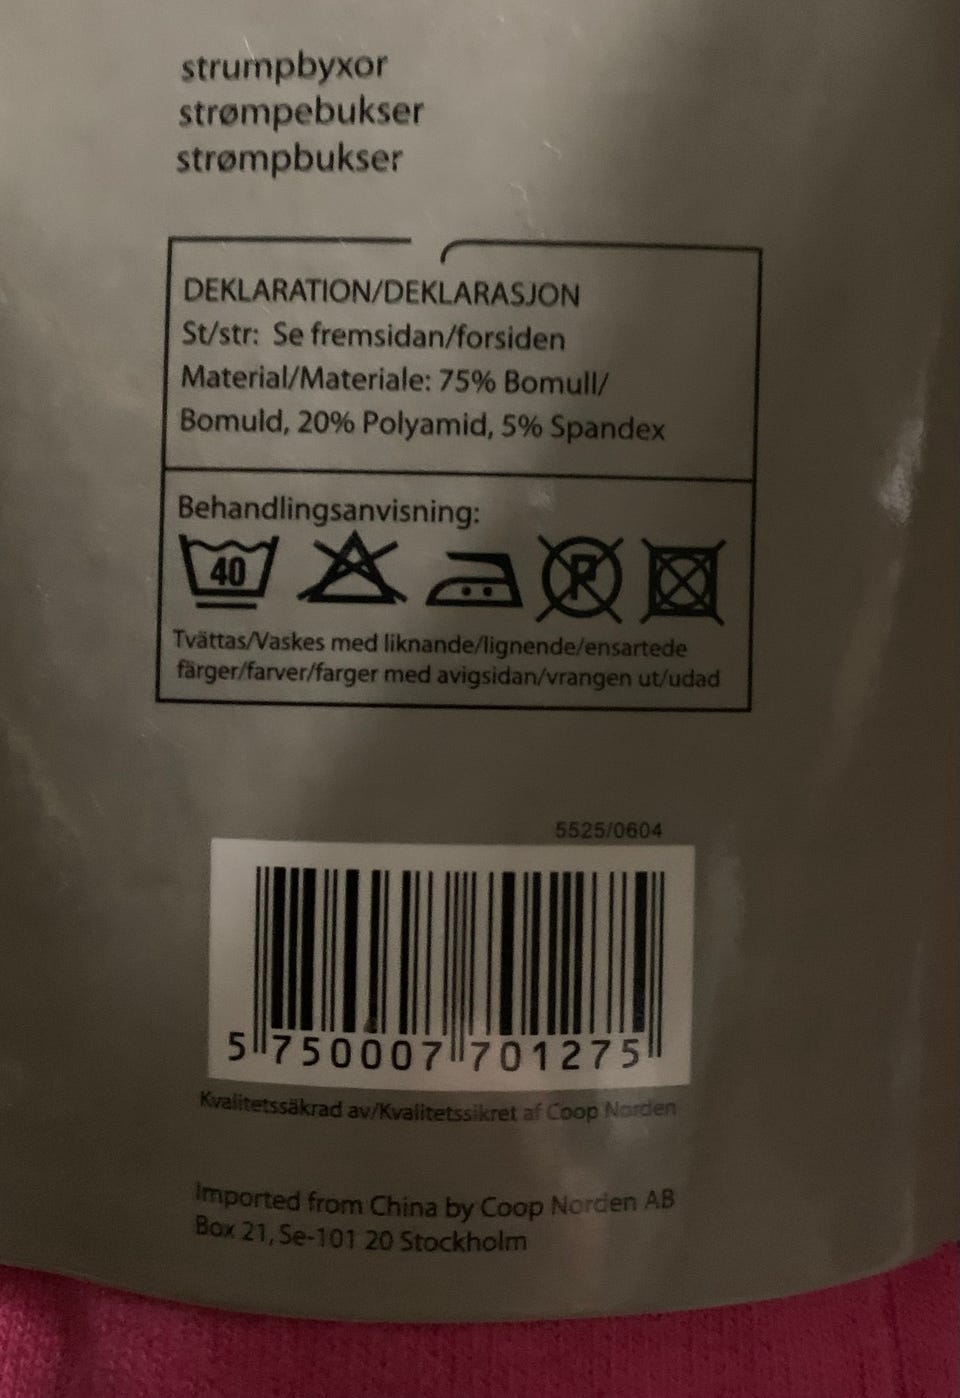 strumpbyxor
strømpebukser
strømpbukser
DEKLARATION/DEKLARASJON
St/str: Se fremsidan/forsiden
Material/Materiale: 75% Bomull/
Bomuld, 20% Polyamid, 5% Spandex
Behandlingsanvisning:
40 R
Tvättas/Vaskes med liknande/lignende/ensartede
färger/farver/farger med avigsidan/vrangen ut/udad
5525/0604
5 750007 701275
Kvalitetssäkrad av/Kvalitetssikret af Coop Norden
Imported from China by Coop Norden AB
Box 21, Se-101 20 Stockholm